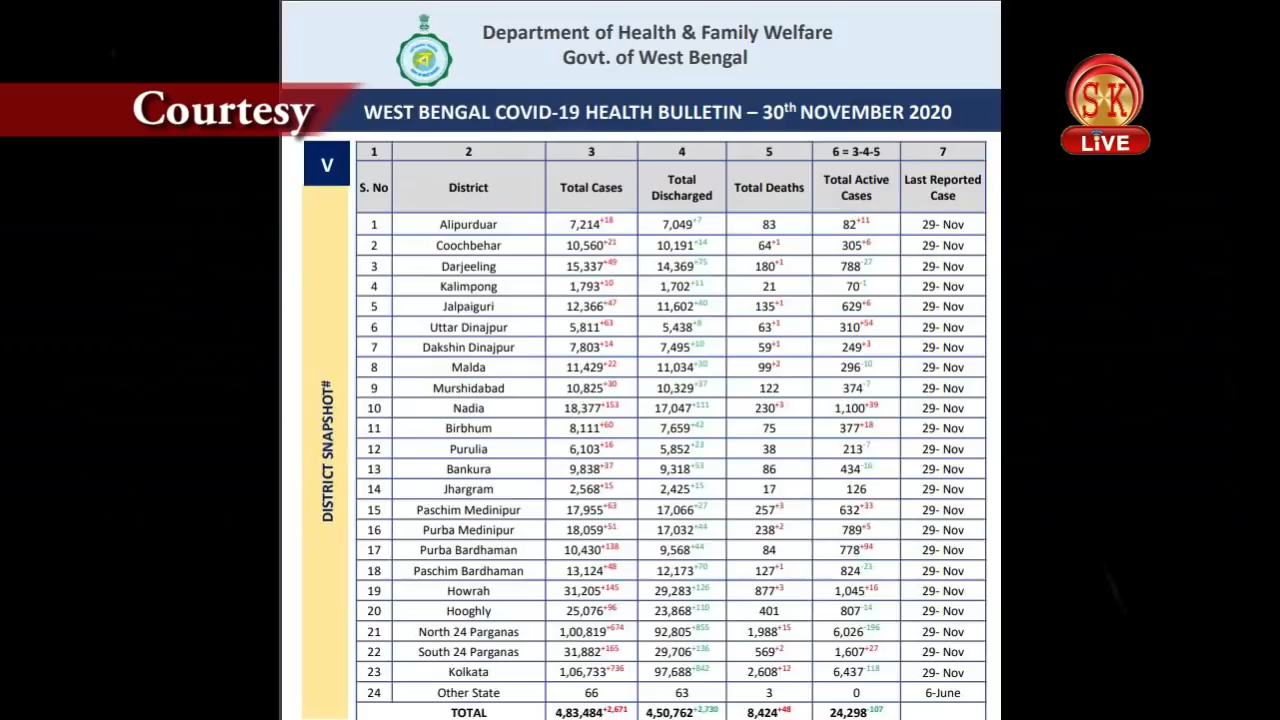 Department of Health & Family Welfare
Govt. of West Bengal
Courtesy
SK
LiVE
WEST BENGAL COVID-19 HEALTH BULLETIN – 30th NOVEMBER 2020
V
DISTRICT SNAPSHOT#
1 2 3 4 5 6 = 3-4-5 7
S. No District Total Cases Total Discharged Total Deaths Total Active Cases Last Reported Case
1 Alipurduar 7,214+18 7,049+7 83 82+11 29- Nov
2 Coochbehar 10,560+21 10,191+14 64+1 305+6 29- Nov
3 Darjeeling 15,337+49 14,369+75 180+1 788-27 29- Nov
4 Kalimpong 1,793+10 1,702+11 21 70-1 29- Nov
5 Jalpaiguri 12,366+47 11,602+40 135+1 629+6 29- Nov
6 Uttar Dinajpur 5,811+63 5,438+8 63+1 310+54 29- Nov
7 Dakshin Dinajpur 7,803+14 7,495+10 59+1 249+3 29- Nov
8 Malda 11,429+22 11,034+30 99+2 296-10 29- Nov
9 Murshidabad 10,825+30 10,329+37 122 374-7 29- Nov
10 Nadia 18,377+153 17,047+111 230+3 1,100+39 29- Nov
11 Birbhum 8,111+60 7,659+42 75 377+18 29- Nov
12 Purulia 6,103+16 5,852+23 38 213-7 29- Nov
13 Bankura 9,838+37 9,318+53 86 434-16 29- Nov
14 Jhargram 2,568+15 2,425+15 17 126 29- Nov
15 Paschim Medinipur 17,955+63 17,066+27 257+3 632+33 29- Nov
16 Purba Medinipur 18,059+51 17,032+44 238+2 789+5 29- Nov
17 Purba Bardhaman 10,430+138 9,568+44 84 778+94 29- Nov
18 Paschim Bardhaman 13,124+48 12,173+70 127+1 824-23 29- Nov
19 Howrah 31,205+145 29,283+126 877+3 1,045+16 29- Nov
20 Hooghly 25,076+96 23,868+110 401 807-14 29- Nov
21 North 24 Parganas 1,00,819+674 92,805+855 1,988+15 6,026-196 29- Nov
22 South 24 Parganas 31,882+165 29,706+136 569+2 1,607+27 29- Nov
23 Kolkata 1,06,733+736 97,688+842 2,608+12 6,437-118 29- Nov
24 Other State 66 63 3 0 6-June
TOTAL 4,83,484+2,671 4,50,762+2,730 8,424+48 24,298-107